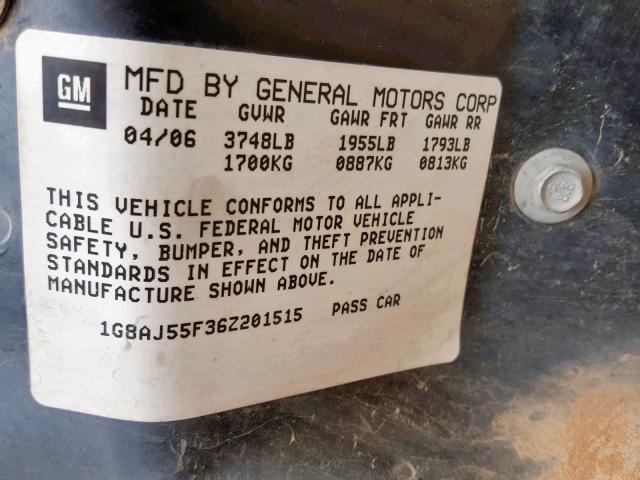 GM
MFD BY GENERAL MOTORS CORP
DATE GVWR GAWR FRT GAWR RR
04/06 3748LB 1955LB 1793LB
1700KG 0887KG 0813KG
THIS VEHICLE CONFORMS TO ALL APPLI-
CABLE U.S. FEDERAL MOTOR VEHICLE
SAFETY, BUMPER, AND THEFT PREVENTION
STANDARDS IN EFFECT ON THE DATE OF
MANUFACTURE SHOWN ABOVE.
1G8AJ55F36Z201515 PASS CAR